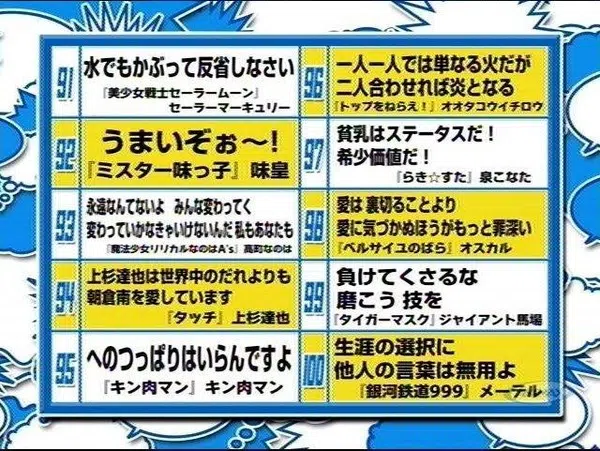 91
水でもかぶって反省しなさい
『美少女戦士セーラームーン』
セーラーマーキュリー
92
うまいぞぉ〜!
『ミスター味っ子』味皇
93
永遠なんてないよ みんな変わってく
変わっていかなきゃいけないんだ 私もあなたも
『魔法少女リリカルなのはA's』高町なのは
94
上杉達也は世界中のだれよりも
朝倉南を愛しています
『タッチ』上杉達也
95
へのつっぱりはいらんですよ
『キン肉マン』キン肉マン
96
一人一人では単なる火だが
二人合わせれば炎となる
『トップをねらえ!』オオタコウイチロウ
97
貧乳はステータスだ!
希少価値だ!
『らき☆すた』泉こなた
98
愛は 裏切ることより
愛に気づかぬほうがもっと罪深い
『ベルサイユのばら』オスカル
99
負けてくさるな
磨こう 技を
『タイガーマスク』ジャイアント馬場
100
生涯の選択に
他人の言葉は無用よ
『銀河鉄道999』メーテル